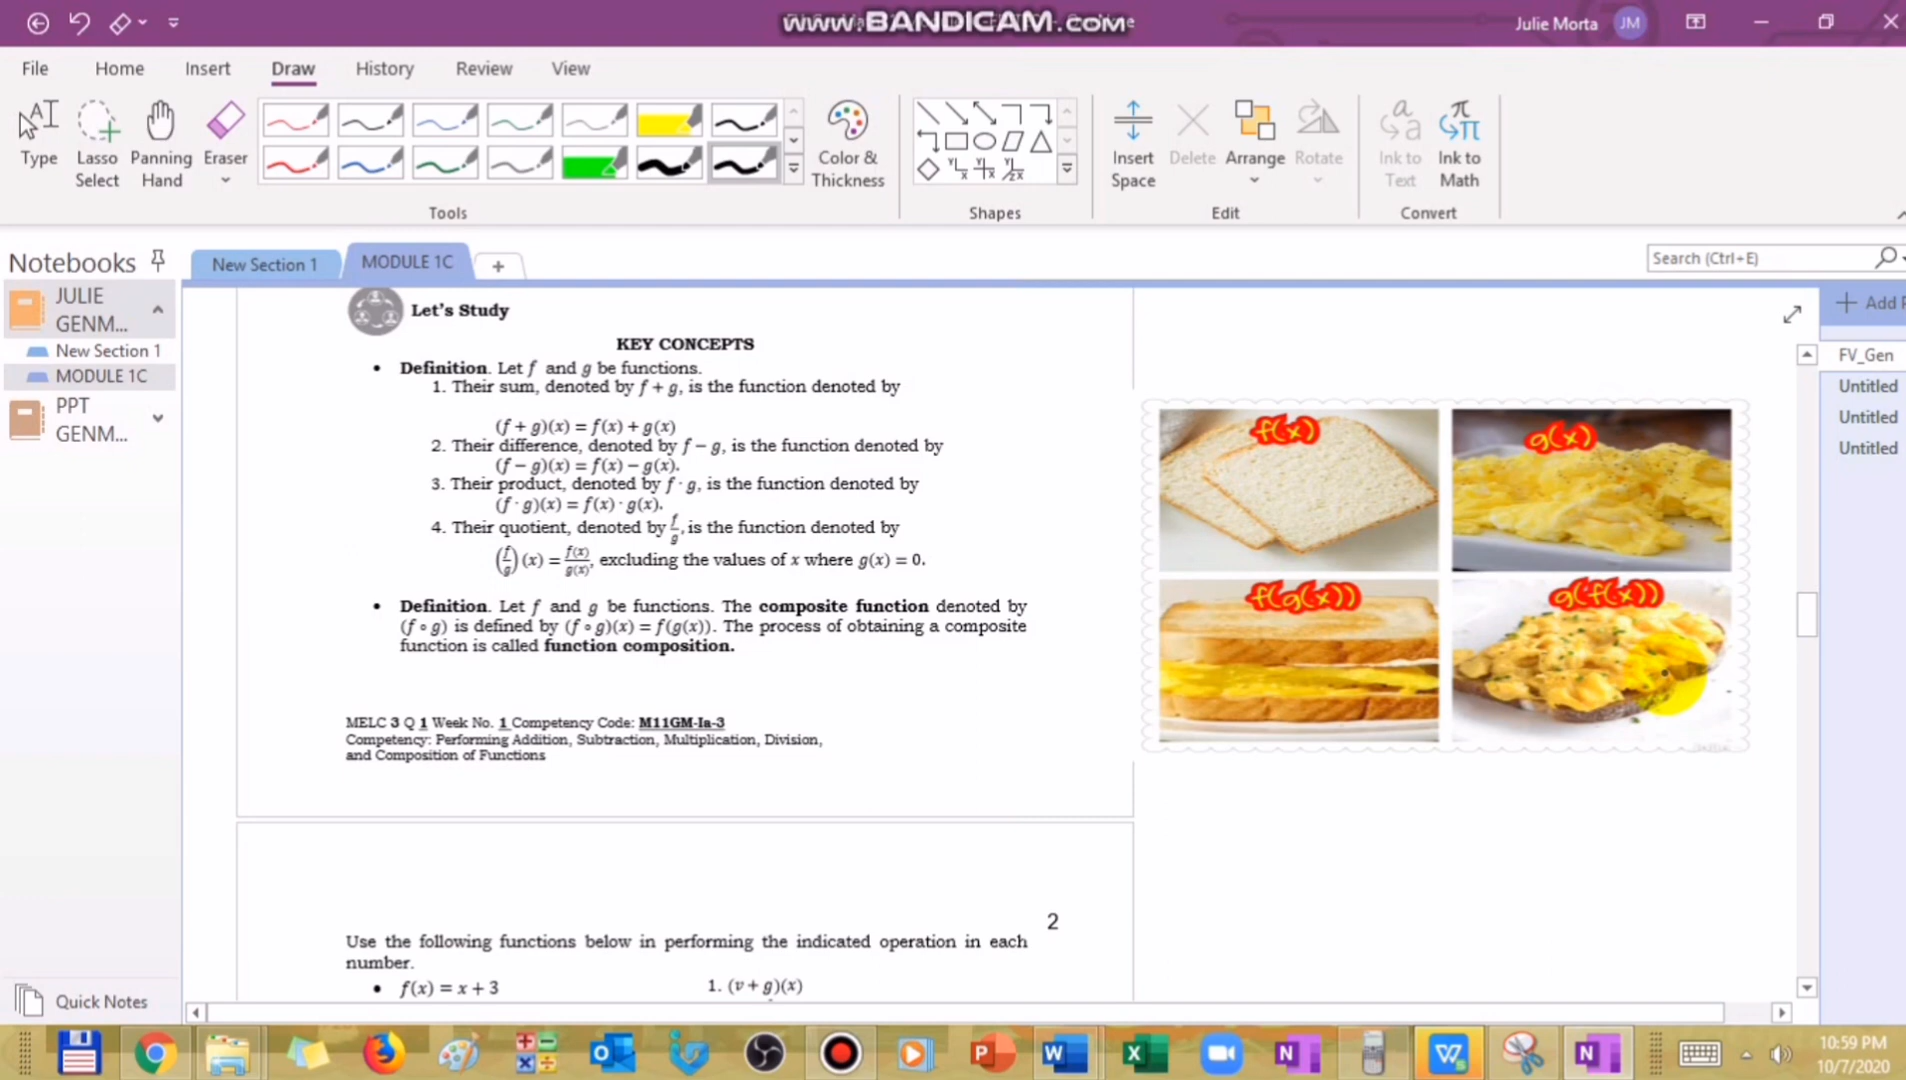 www.BANDICAM.com
Julie Morta JM
File Home Insert Draw History Review View
Type
Lasso Select
Panning Hand
Eraser
Color & Thickness
Insert Space
Delete
Arrange
Rotate
Ink to Text
Ink to Math
Tools
Shapes
Edit
Convert
Notebooks
New Section 1
MODULE 1C
Search (Ctrl+E)
JULIE
GENM...
New Section 1
MODULE 1C
PPT
GENM...
Quick Notes
Add
FV_Gen
Untitled
Untitled
Untitled
Let's Study
KEY CONCEPTS
• Definition. Let f and g be functions.
1. Their sum, denoted by f + g, is the function denoted by
(f + g)(x) = f(x) + g(x)
2. Their difference, denoted by f − g, is the function denoted by
(f − g)(x) = f(x) − g(x).
3. Their product, denoted by f · g, is the function denoted by
(f · g)(x) = f(x) · g(x).
4. Their quotient, denoted by f/g, is the function denoted by
(f/g)(x) = f(x)/g(x), excluding the values of x where g(x) = 0.
• Definition. Let f and g be functions. The composite function denoted by
(f ∘ g) is defined by (f ∘ g)(x) = f(g(x)). The process of obtaining a composite
function is called function composition.
MELC 3 Q 1 Week No. 1 Competency Code: M11GM-Ia-3
Competency: Performing Addition, Subtraction, Multiplication, Division,
and Composition of Functions
f(x)
g(x)
f(g(x))
g(f(x))
2
Use the following functions below in performing the indicated operation in each
number.
• f(x) = x + 3
1. (v + g)(x)
10:59 PM
10/7/2020